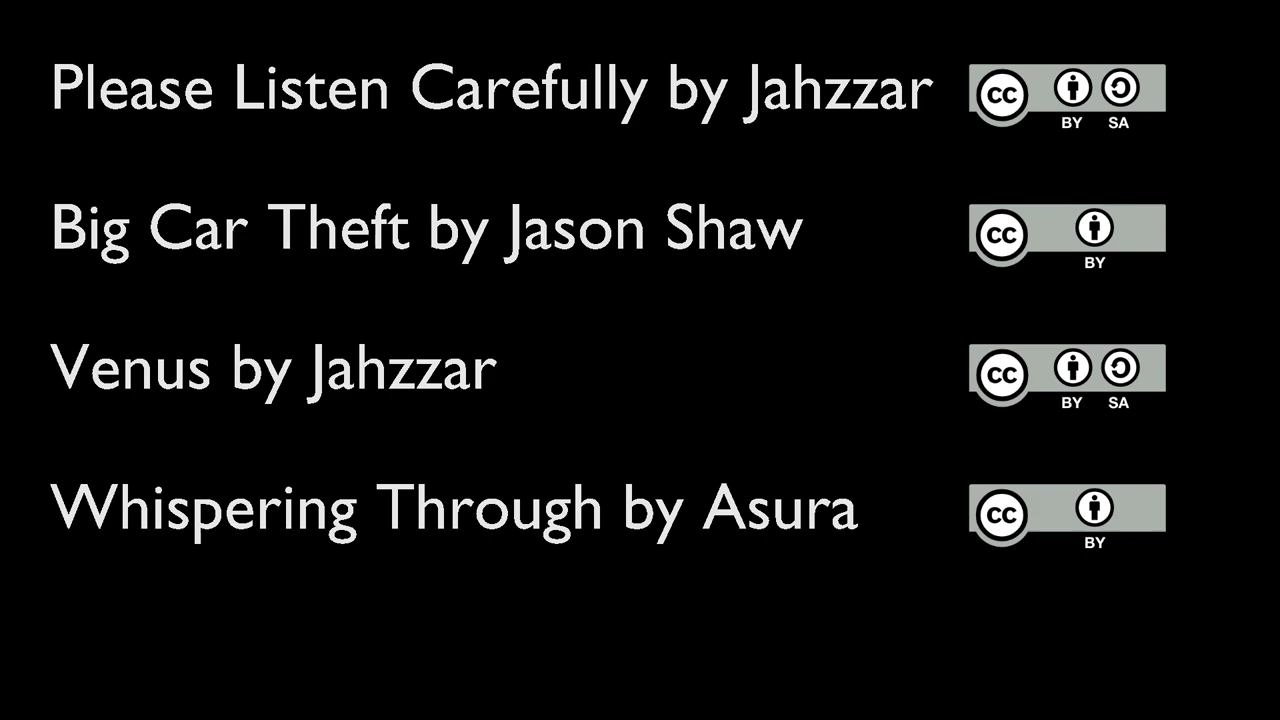 Please Listen Carefully by Jahzzar
CC BY SA
Big Car Theft by Jason Shaw
CC BY
Venus by Jahzzar
CC BY SA
Whispering Through by Asura
CC BY